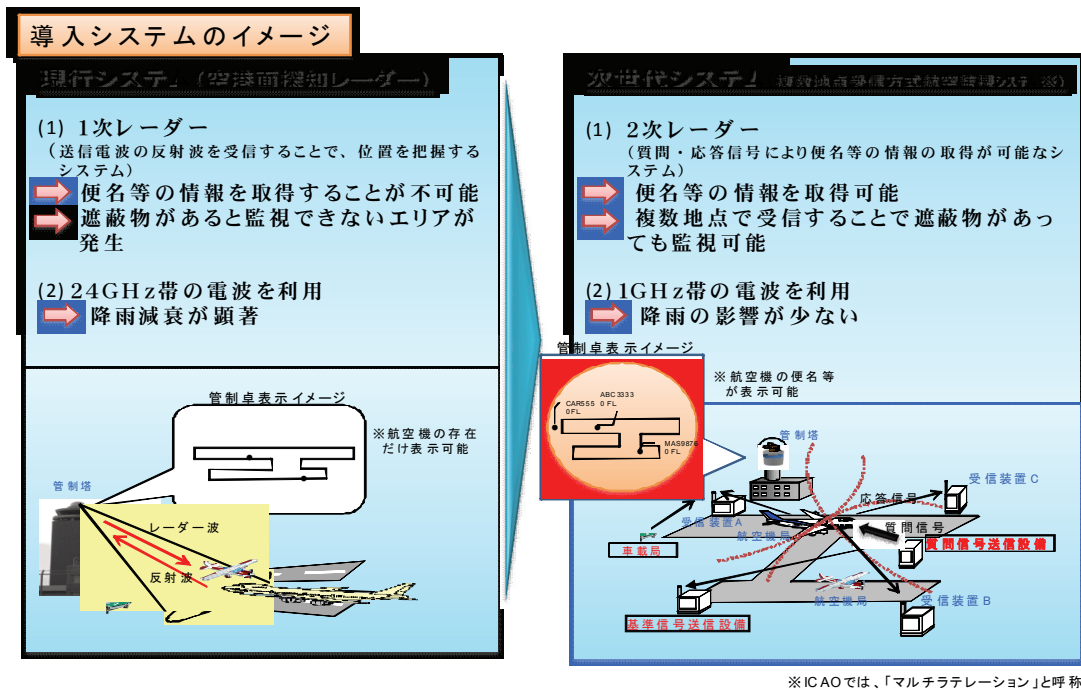 導入システムのイメージ
現行システム（空港面探知レーダー）
(1) 1次レーダー
（送信電波の反射波を受信することで、位置を把握する
システム）
便名等の情報を取得することが不可能
遮蔽物があると監視できないエリアが
発生
(2) 24GHz帯の電波を利用
降雨減衰が顕著
管制卓表示イメージ
※航空機の存在
だけ表示可能
管制塔
レーダー波
反射波
次世代システム
(1) 2次レーダー
（質問・応答信号により便名等の情報の取得が可能なシ
ステム）
便名等の情報を取得可能
複数地点で受信することで遮蔽物があっ
ても監視可能
(2) 1GHz帯の電波を利用
降雨の影響が少ない
管制卓表示イメージ
※航空機の便名等
が表示可能
ABC3333
0 FL
CAR555
0FL
MAS9876
0 FL
管制塔
受信装置C
応答信号
受信装置A
航空機局
質問信号
車載局
質問信号送信設備
航空機局
受信装置B
基準信号送信設備
※ICAOでは、「マルチラテレーション」と呼称